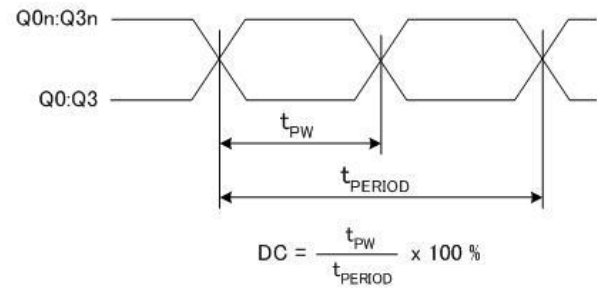 Q0n:Q3n
Q0:Q3
tPW
tPERIOD
DC = tPW / tPERIOD x 100 %